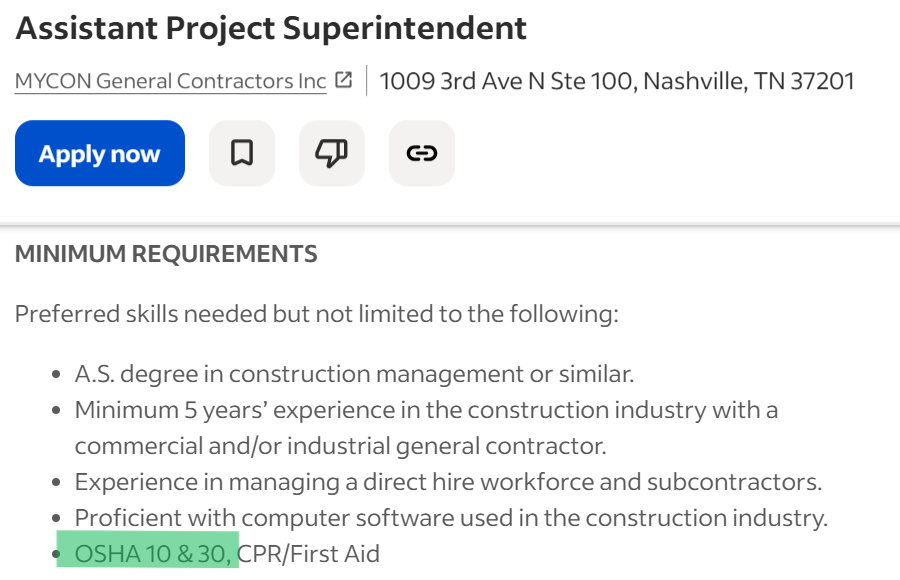 Assistant Project Superintendent
MYCON General Contractors Inc 1009 3rd Ave N Ste 100, Nashville, TN 37201
Apply now
MINIMUM REQUIREMENTS
Preferred skills needed but not limited to the following:
• A.S. degree in construction management or similar.
• Minimum 5 years’ experience in the construction industry with a
commercial and/or industrial general contractor.
• Experience in managing a direct hire workforce and subcontractors.
• Proficient with computer software used in the construction industry.
• OSHA 10 & 30, CPR/First Aid